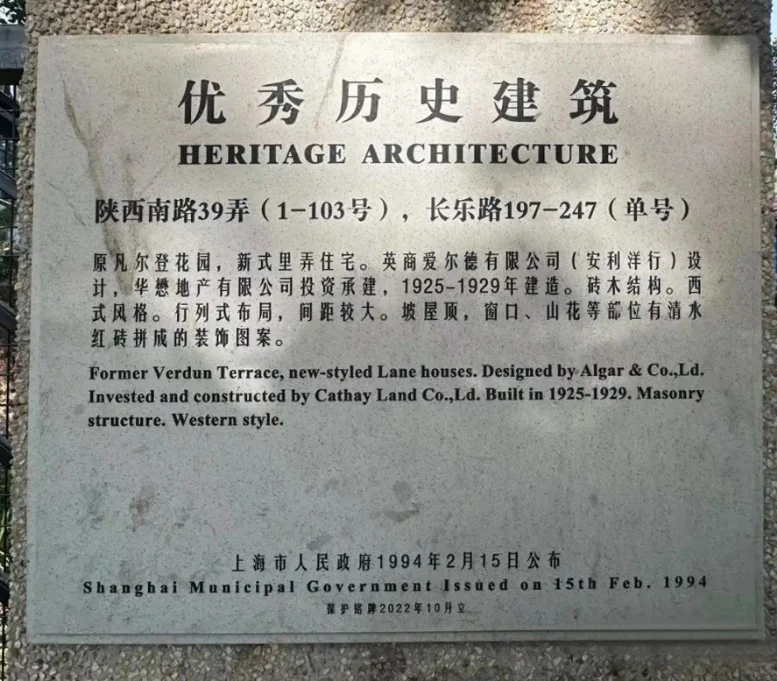 优秀历史建筑
HERITAGE ARCHITECTURE
陕西南路39弄（1-103号），长乐路197-247（单号）
原凡尔登花园，新式里弄住宅。英商爱尔德有限公司（安利洋行）设
计，华懋地产有限公司投资承建，1925-1929年建造。砖木结构。西
式风格。行列式布局，间距较大。坡屋顶，窗口、山花等部位有清水
红砖拼成的装饰图案。
Former Verdun Terrace, new-styled Lane houses. Designed by Algar & Co.,Ld.
Invested and constructed by Cathay Land Co.,Ld. Built in 1925-1929. Masonry
structure. Western style.
上海市人民政府1994年2月15日公布
Shanghai Municipal Government Issued on 15th Feb. 1994
保护铭牌2022年10月立